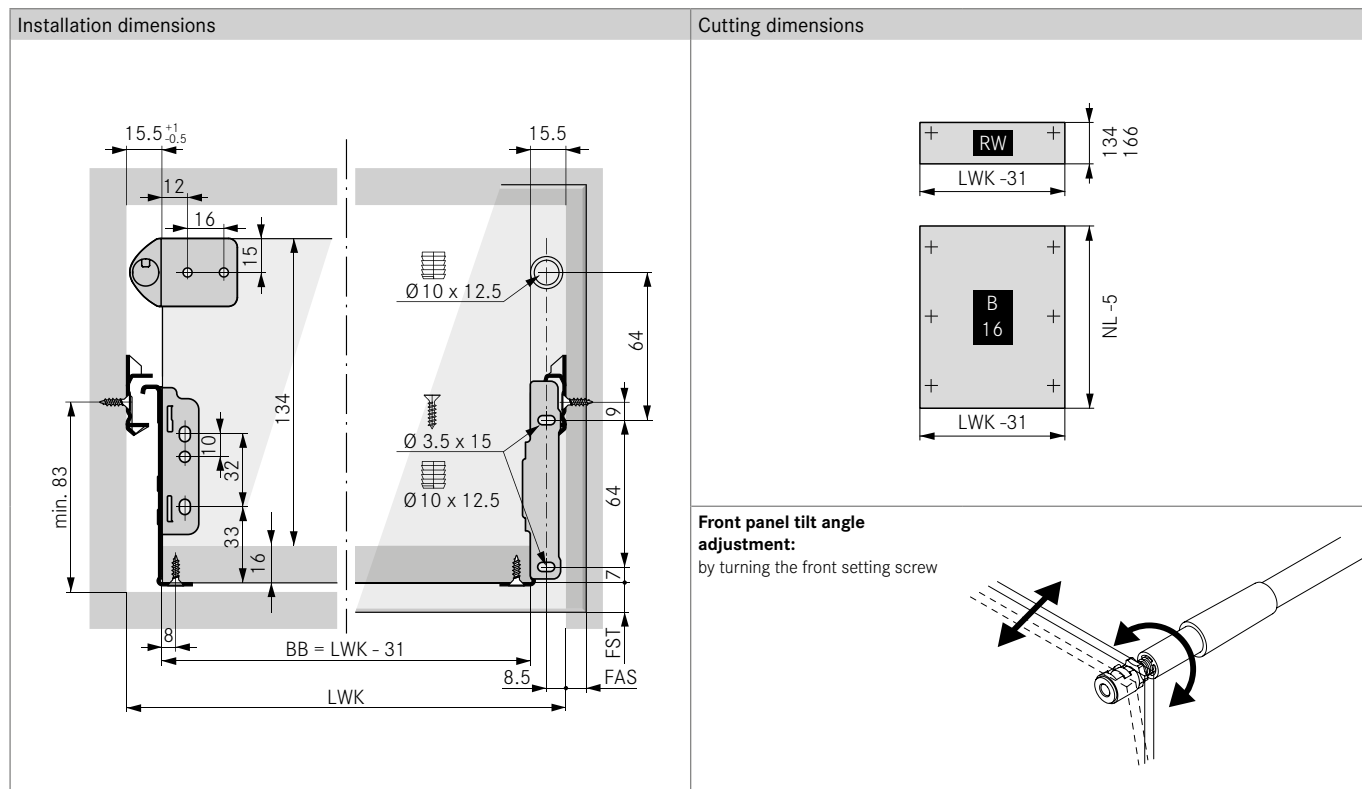 Installation dimensions
15.5 +1 -0.5
15.5
12
16
15
Ø 10 x 12.5
64
134
9
Ø 3.5 x 15
10
32
Ø 10 x 12.5
min. 83
64
33
16
7
8
BB = LWK - 31
FST
8.5
FAS
LWK
Cutting dimensions
RW
134
166
LWK -31
B
16
NL -5
LWK -31
Front panel tilt angle
adjustment:
by turning the front setting screw